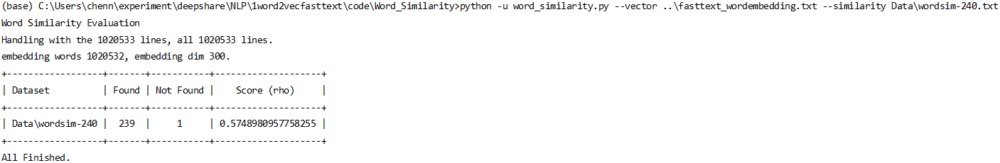 (base) C:\Users\chenn\experiment\deepshare\NLP\1word2vecfasttext\code\Word_Similarity>python -u word_similarity.py --vector ..\fasttext_wordembedding.txt --similarity Data\wordsim-240.txt
Word Similarity Evaluation
Handling with the 1020533 lines, all 1020533 lines.
embedding words 1020532, embedding dim 300.
+------------------+-------+-----------+--------------------+
| Dataset          | Found | Not Found |    Score (rho)     |
+------------------+-------+-----------+--------------------+
| Data\wordsim-240 |  239  |     1     | 0.5748980957758255 |
+------------------+-------+-----------+--------------------+
All Finished.